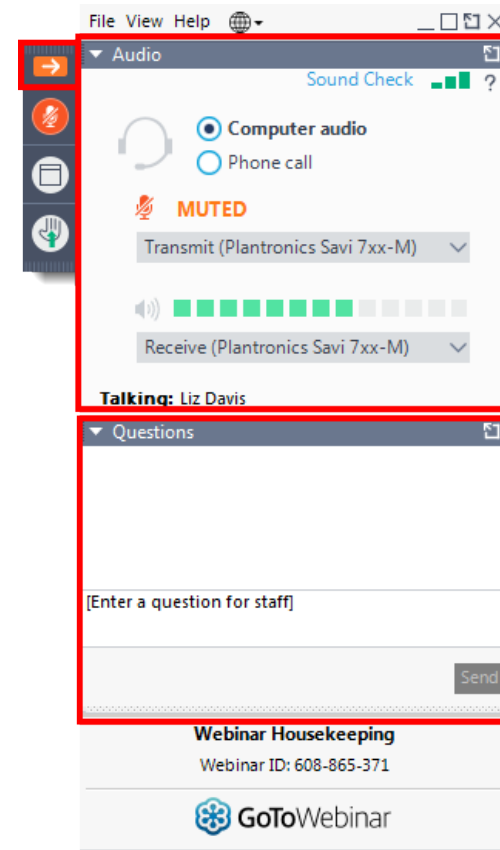 File View Help
Audio
Sound Check ?
Computer audio
Phone call
MUTED
Transmit (Plantronics Savi 7xx-M)
Receive (Plantronics Savi 7xx-M)
Talking: Liz Davis
Questions
[Enter a question for staff]
Send
Webinar Housekeeping
Webinar ID: 608-865-371
GoToWebinar